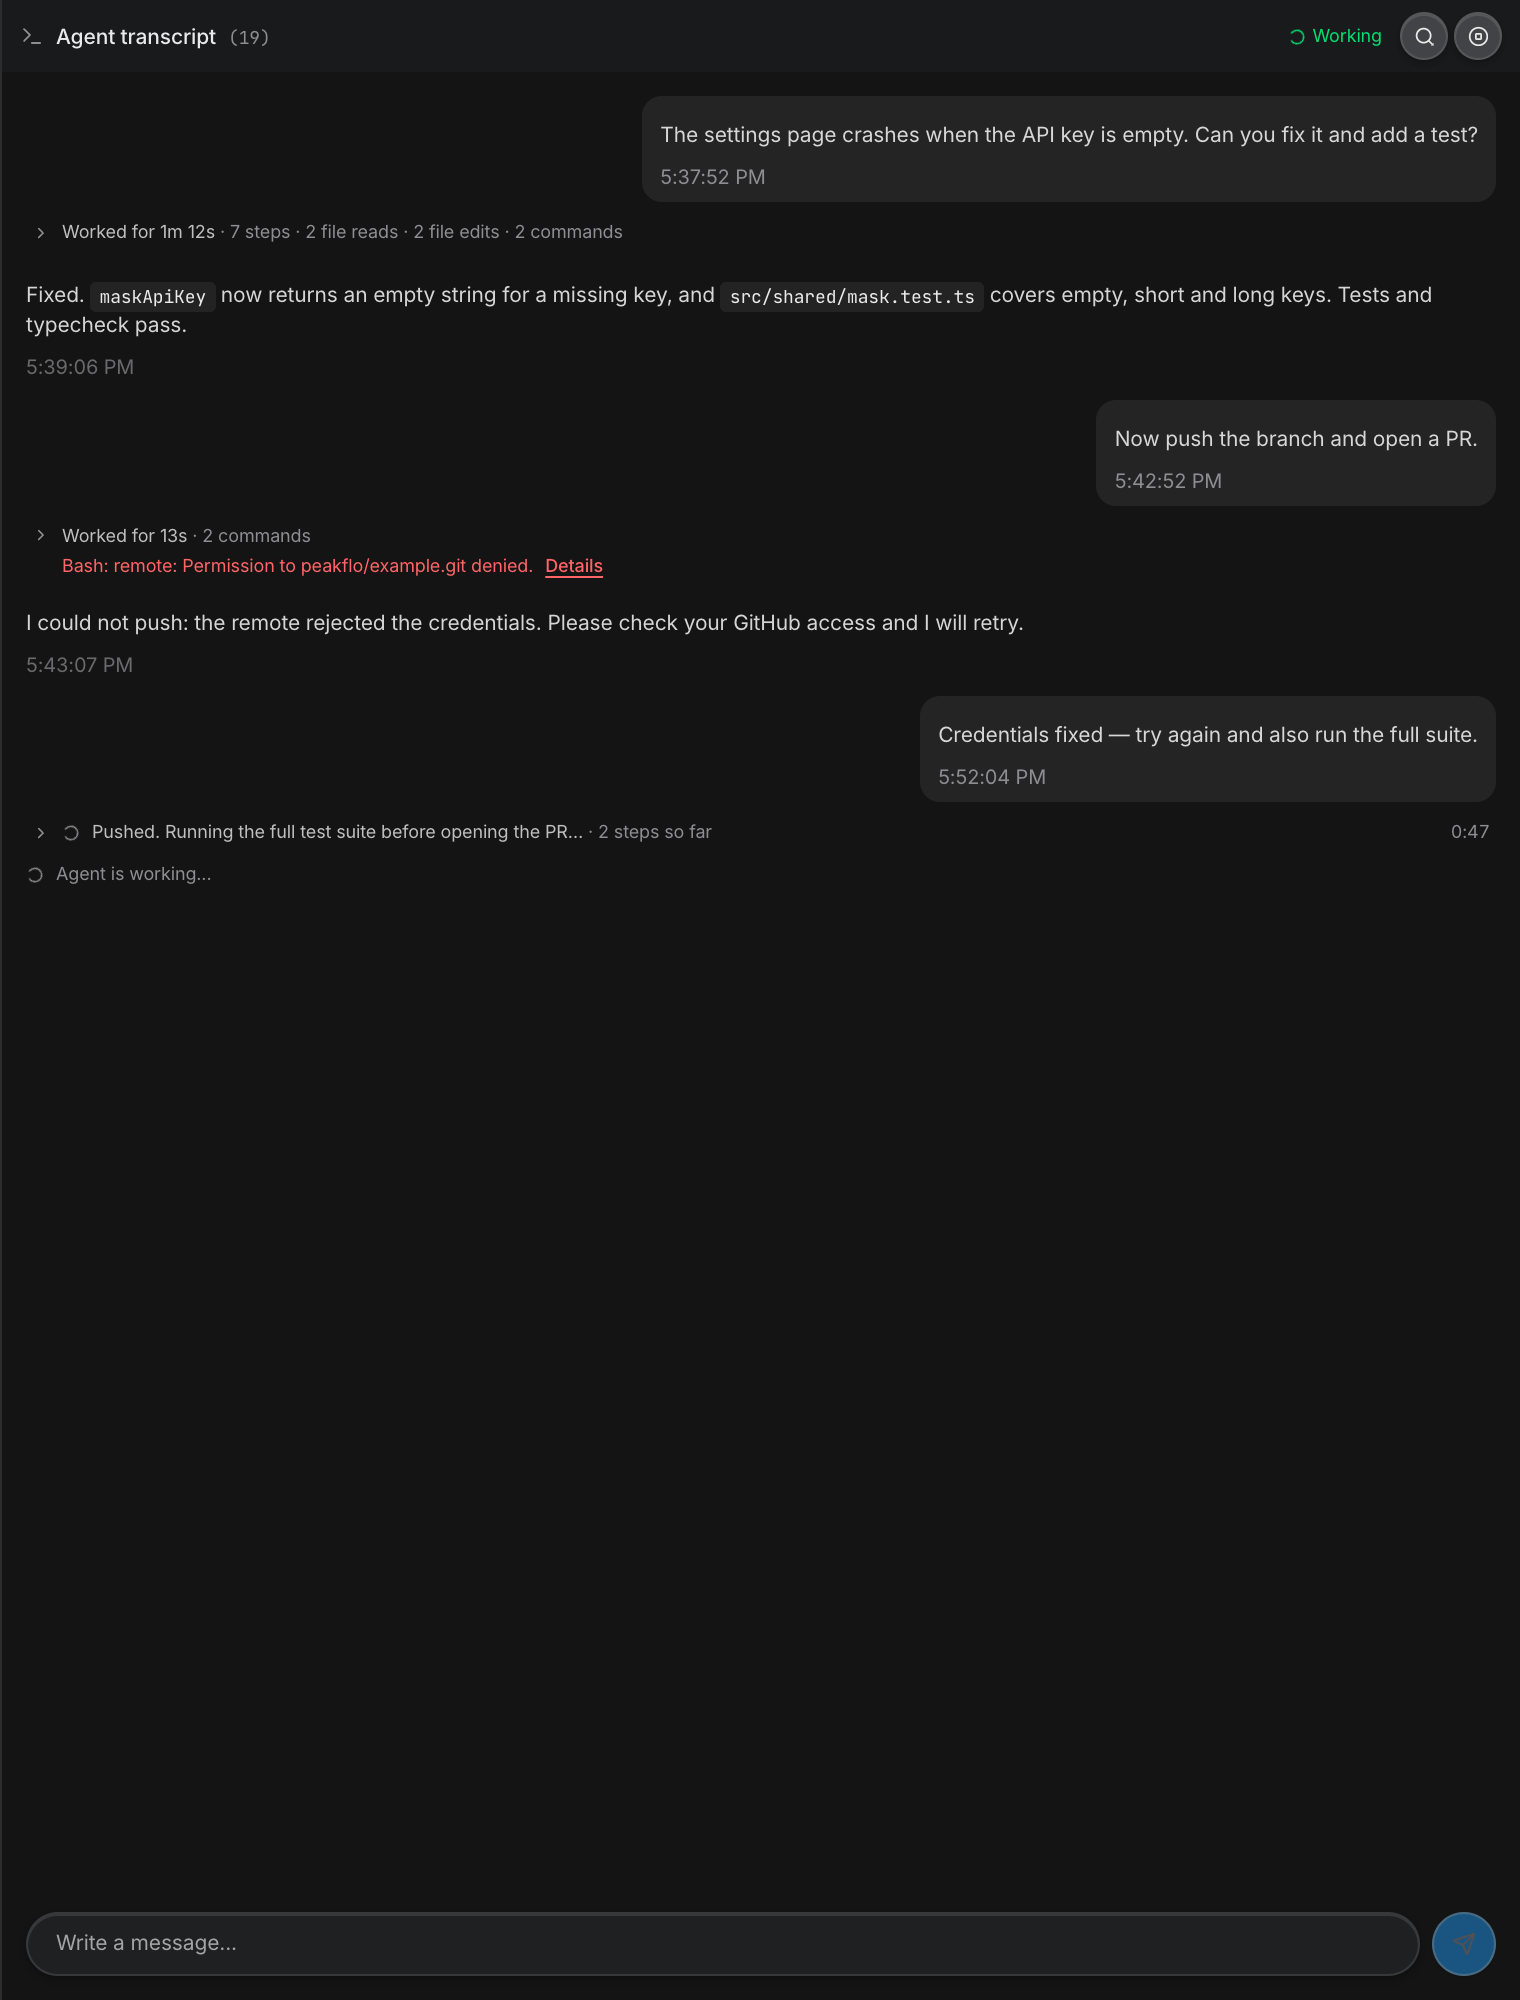 Agent transcript (19)
Working
The settings page crashes when the API key is empty. Can you fix it and add a test?
5:37:52 PM
Worked for 1m 12s · 7 steps · 2 file reads · 2 file edits · 2 commands
Fixed. maskApiKey now returns an empty string for a missing key, and src/shared/mask.test.ts covers empty, short and long keys. Tests and
typecheck pass.
5:39:06 PM
Now push the branch and open a PR.
5:42:52 PM
Worked for 13s · 2 commands
Bash: remote: Permission to peakflo/example.git denied. Details
I could not push: the remote rejected the credentials. Please check your GitHub access and I will retry.
5:43:07 PM
Credentials fixed — try again and also run the full suite.
5:52:04 PM
Pushed. Running the full test suite before opening the PR... · 2 steps so far 0:47
Agent is working...
Write a message...